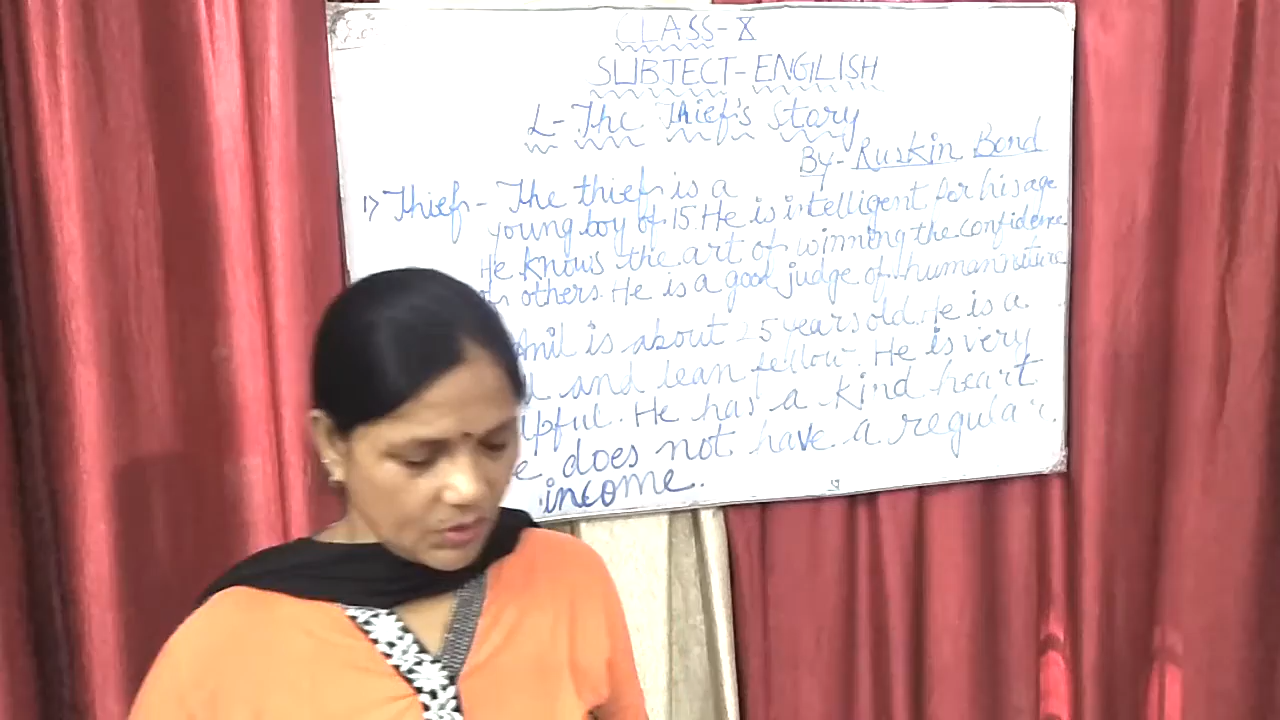 CLASS-X
SUBJECT-ENGLISH
L-The Thief's Story
By-Ruskin Bond
1) Thief- The thief is a
young boy of 15. He is intelligent for his age
He knows the art of winning the confidence
others. He is a good judge of human nature
Anil is about 25 years old. He is a
and lean fellow. He is very
He has a kind heart
does not have a regular
income.